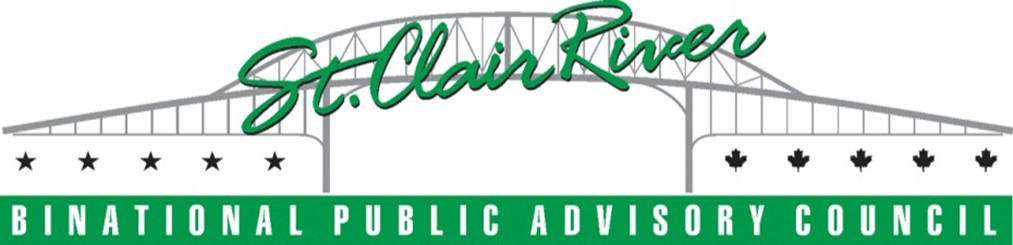 St. Clair River
BINATIONAL PUBLIC ADVISORY COUNCIL